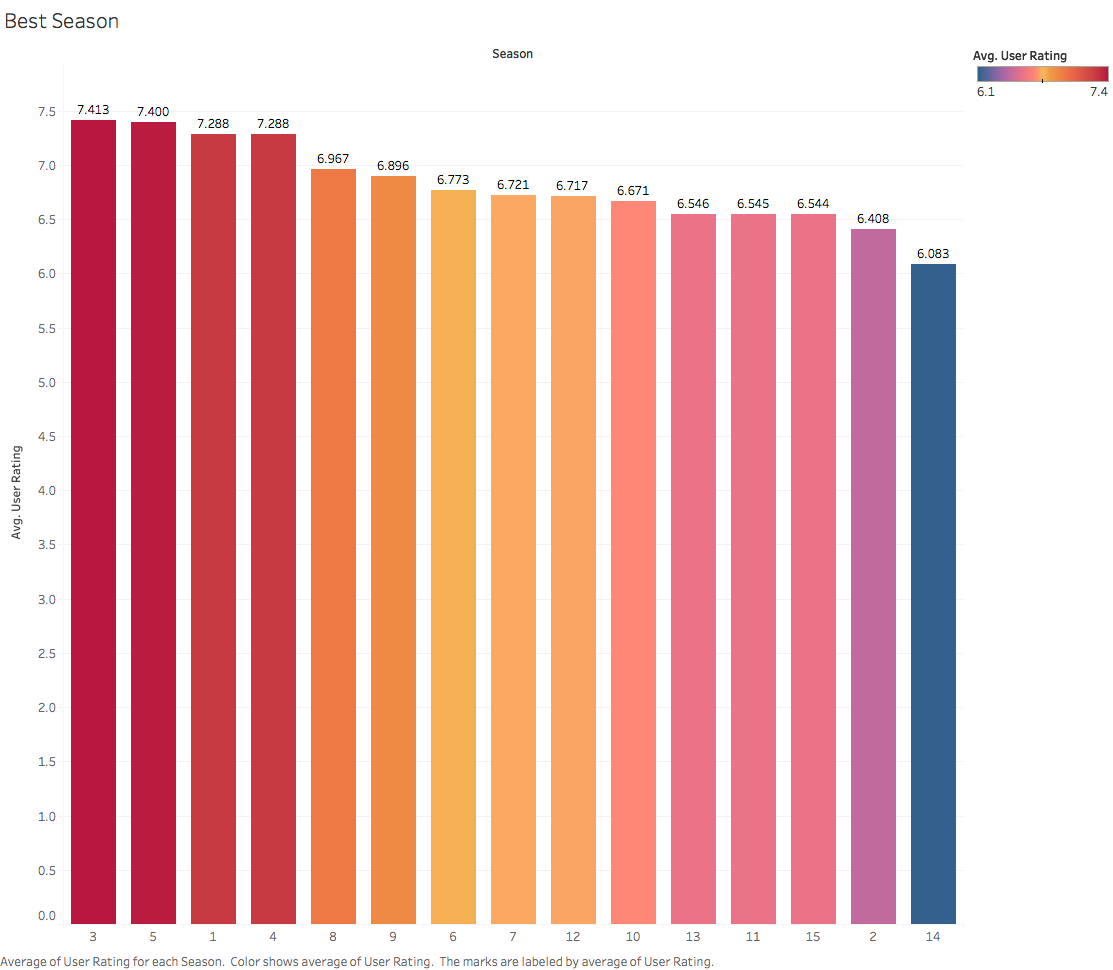 Best Season
Season
Avg. User Rating
6.1 7.4
7.413 7.400 7.288 7.288 6.967 6.896 6.773 6.721 6.717 6.671 6.546 6.545 6.544 6.408 6.083
7.5
7.0
6.5
6.0
5.5
5.0
4.5
4.0
3.5
3.0
2.5
2.0
1.5
1.0
0.5
0.0
Avg. User Rating
3 5 1 4 8 9 6 7 12 10 13 11 15 2 14
Average of User Rating for each Season. Color shows average of User Rating. The marks are labeled by average of User Rating.